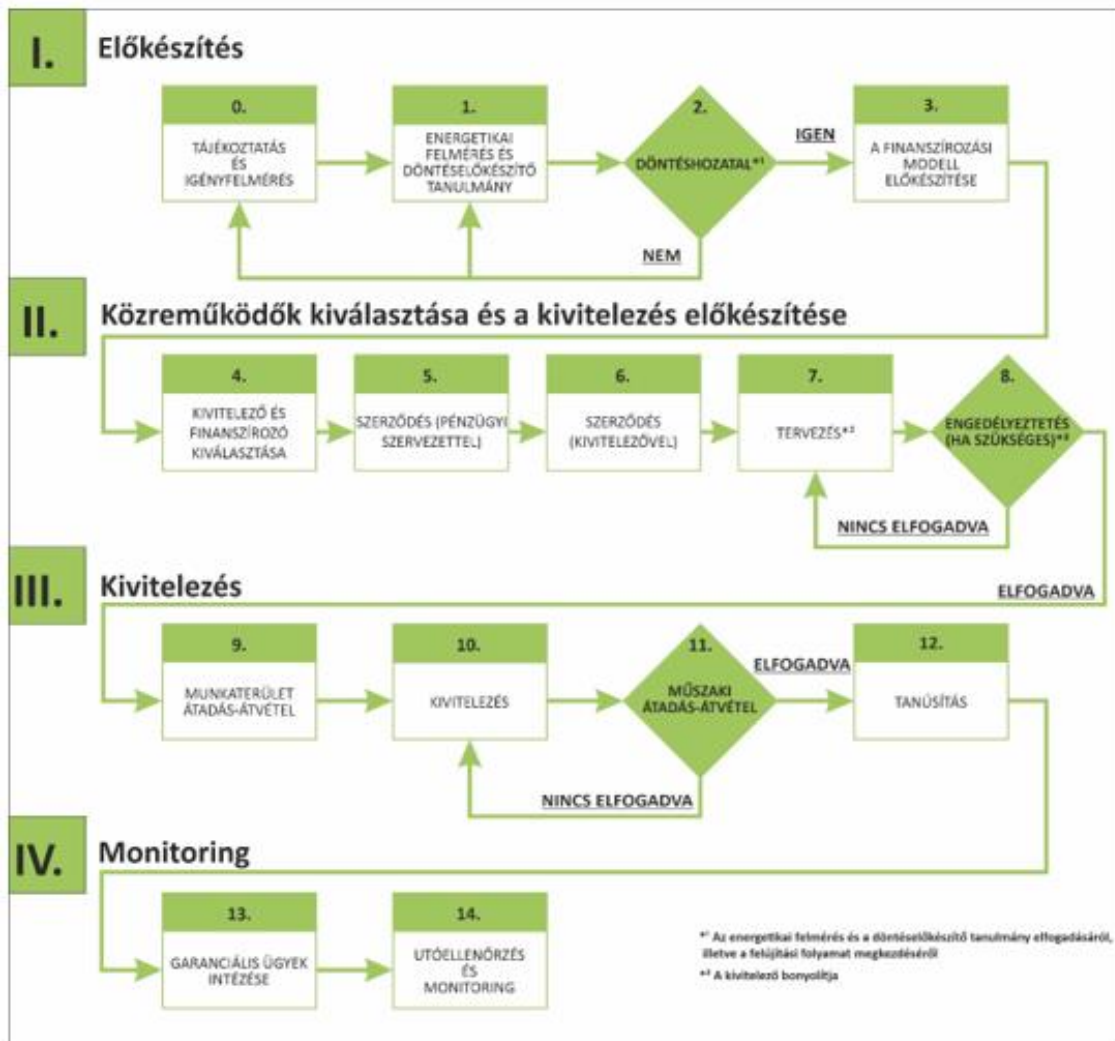 I.
Előkészítés
0.
TÁJÉKOZTATÁS
ÉS
IGÉNYFELMÉRÉS
1.
ENERGETIKAI
FELMÉRÉS ÉS
DÖNTÉSELŐKÉSZÍTŐ
TANULMÁNY
2.
DÖNTÉSHOZATAL*¹
IGEN
3.
A FINANSZÍROZÁSI
MODELL
ELŐKÉSZÍTÉSE
NEM
II.
Közreműködők kiválasztása és a kivitelezés előkészítése
4.
KIVITELEZŐ ÉS
FINANSZÍROZÓ
KIVÁLASZTÁSA
5.
SZERZŐDÉS (PÉNZÜGYI
SZERVEZETTEL)
6.
SZERZŐDÉS
(KIVITELEZŐVEL)
7.
TERVEZÉS*²
8.
ENGEDÉLYEZTETÉS
(HA SZÜKSÉGES)*²
NINCS ELFOGADVA
ELFOGADVA
III.
Kivitelezés
9.
MUNKATERÜLET
ÁTADÁS-ÁTVÉTEL
10.
KIVITELEZÉS
11.
MŰSZAKI
ÁTADÁS-ÁTVÉTEL
ELFOGADVA
12.
TANÚSÍTÁS
NINCS ELFOGADVA
IV.
Monitoring
13.
GARANCIÁLIS ÜGYEK
INTÉZÉSE
14.
UTÓELLENŐRZÉS
ÉS
MONITORING
*¹ Az energetikai felmérés és a döntéselőkészítő tanulmány elfogadásáról,
illetve a felújítási folyamat megkezdéséről
*² A kivitelező bonyolítja